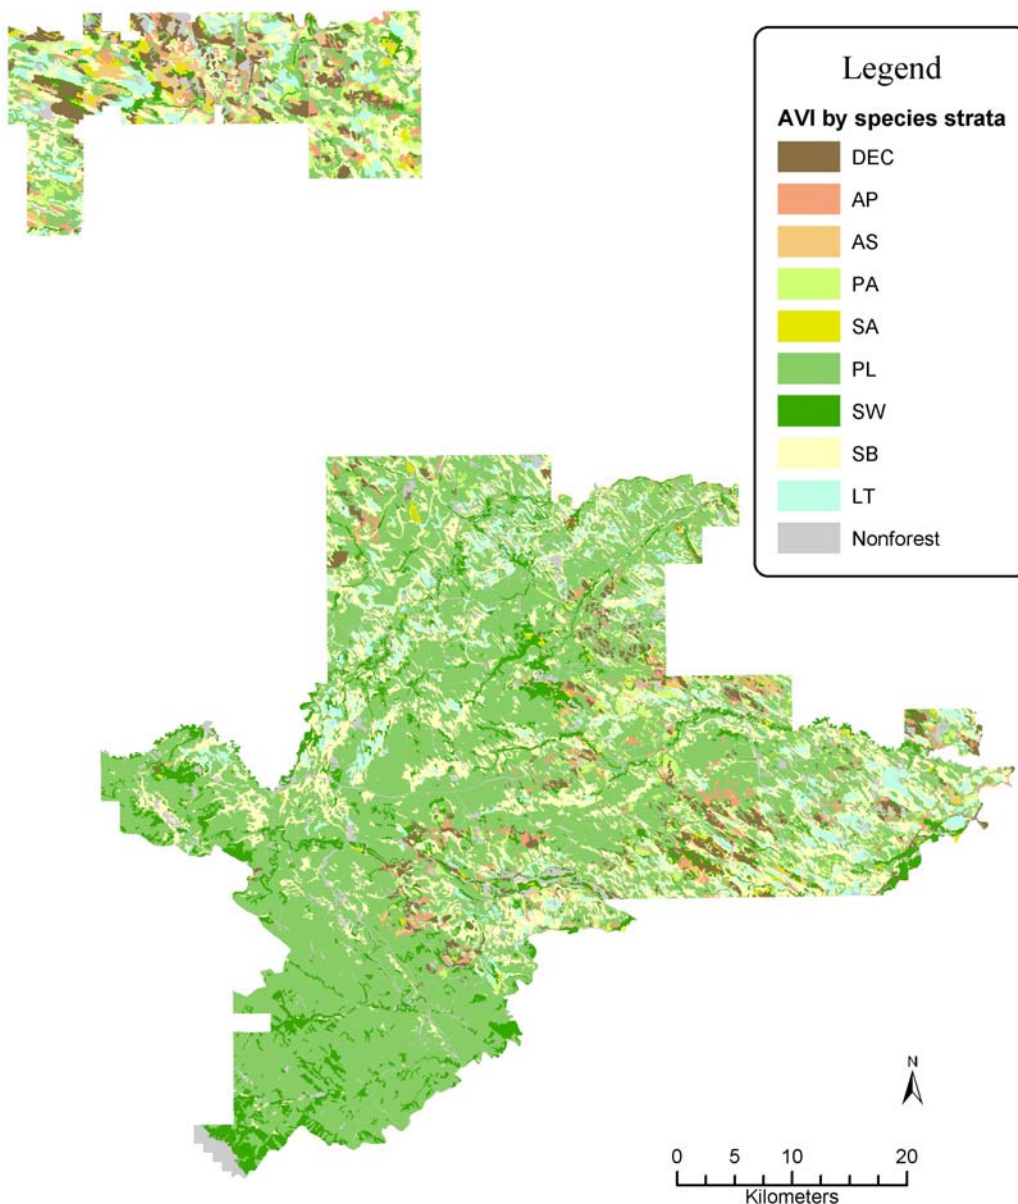 Legend
AVI by species strata
DEC
AP
AS
PA
SA
PL
SW
SB
LT
Nonforest
N
0 5 10 20
Kilometers